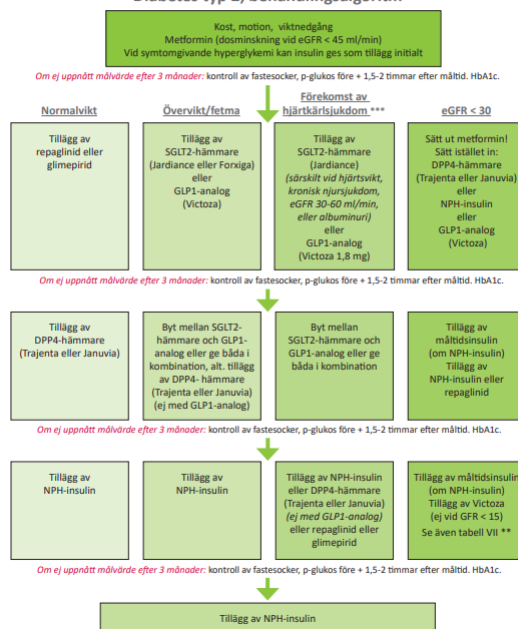 Diabetes typ 2, behandlingsalgoritm
Kost, motion, viktnedgång
Metformin (dosminskning vid eGFR < 45 ml/min)
Vid symtomgivande hyperglykemi kan insulin ges som tillägg initialt
Om ej uppnått målvärde efter 3 månader: kontroll av fastesocker, p-glukos före + 1,5-2 timmar efter måltid. HbA1c.
Normalvikt
Tillägg av
repaglinid eller
glimepirid
Övervikt/fetma
Tillägg av
SGLT2-hämmare
(Jardiance eller Forxiga)
eller
GLP1-analog
(Victoza)
Förekomst av
hjärtkärlsjukdom ***
Tillägg av
SGLT2-hämmare
(Jardiance)
(särskilt vid hjärtsvikt,
kronisk njursjukdom,
eGFR 30-60 ml/min,
eller albuminuri)
eller
GLP1-analog
(Victoza 1,8 mg)
eGFR < 30
Sätt ut metformin!
Sätt istället in:
DPP4-hämmare
(Trajenta eller Januvia)
eller
NPH-insulin
eller
GLP1-analog
(Victoza)
Om ej uppnått målvärde efter 3 månader: kontroll av fastesocker, p-glukos före + 1,5-2 timmar efter måltid. HbA1c.
Tillägg av
DPP4-hämmare
(Trajenta eller Januvia)
Byt mellan SGLT2-
hämmare och GLP1-
analog eller ge båda i
kombination, alt. tillägg
av DPP4- hämmare
(Trajenta eller Januvia)
(ej med GLP1-analog)
Byt mellan
SGLT2-hämmare och
GLP1-analog eller ge
båda i kombination
Tillägg av
måltidsinsulin
(om NPH-insulin)
Tillägg av
NPH-insulin eller
repaglinid
Om ej uppnått målvärde efter 3 månader: kontroll av fastesocker, p-glukos före + 1,5-2 timmar efter måltid. HbA1c.
Tillägg av
NPH-insulin
Tillägg av
NPH-insulin
Tillägg av NPH-insulin
eller DPP4-hämmare
(Trajenta eller Januvia)
(ej med GLP1-analog)
eller repaglinid eller
glimepirid
Tillägg av måltidsinsulin
(om NPH-insulin)
Tillägg av Victoza
(ej vid GFR < 15)
Se även tabell VII **
Om ej uppnått målvärde efter 3 månader: kontroll av fastesocker, p-glukos före + 1,5-2 timmar efter måltid. HbA1c.
Tillägg av NPH-insulin